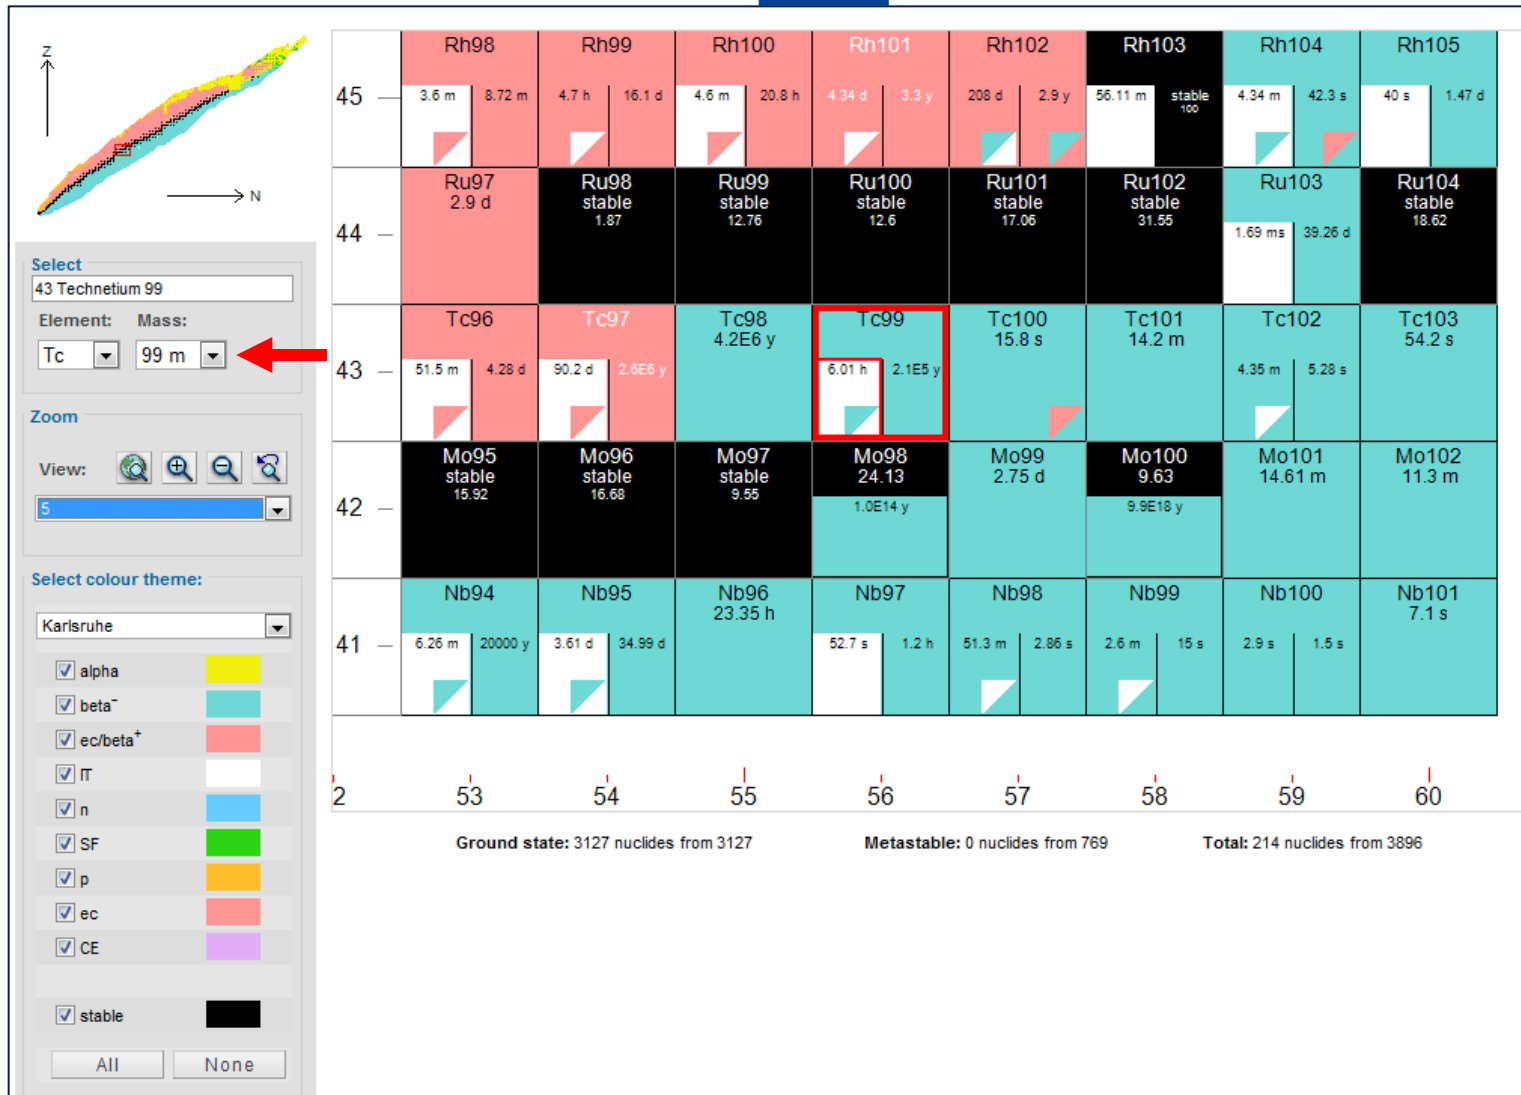 Z
N
Select
43 Technetium 99
Element: Mass:
Tc 99 m
Zoom
View:
5
Select colour theme:
Karlsruhe
alpha
beta⁻
ec/beta⁺
IT
n
SF
p
ec
CE
stable
All None
45
Rh98 Rh99 Rh100 Rh101 Rh102 Rh103 Rh104 Rh105
3.6 m 8.72 m 4.7 h 16.1 d 4.6 m 20.8 h 4.34 d 3.3 y 208 d 2.9 y 56.11 m stable 4.34 m 42.3 s 40 s 1.47 d
100
44
Ru97 Ru98 Ru99 Ru100 Ru101 Ru102 Ru103 Ru104
2.9 d stable stable stable stable stable stable
1.87 12.76 12.6 17.06 31.55 18.62
1.69 ms 39.26 d
43
Tc96 Tc97 Tc98 Tc99 Tc100 Tc101 Tc102 Tc103
4.2E6 y 15.8 s 14.2 m 54.2 s
51.5 m 4.28 d 90.2 d 2.6E6 y 6.01 h 2.1E5 y 4.35 m 5.28 s
42
Mo95 Mo96 Mo97 Mo98 Mo99 Mo100 Mo101 Mo102
stable stable stable 24.13 2.75 d 9.63 14.61 m 11.3 m
15.92 16.68 9.55
1.0E14 y 9.9E18 y
41
Nb94 Nb95 Nb96 Nb97 Nb98 Nb99 Nb100 Nb101
23.35 h 7.1 s
6.26 m 20000 y 3.61 d 34.99 d 52.7 s 1.2 h 51.3 m 2.86 s 2.6 m 15 s 2.9 s 1.5 s
2 53 54 55 56 57 58 59 60
Ground state: 3127 nuclides from 3127 Metastable: 0 nuclides from 769 Total: 214 nuclides from 3896